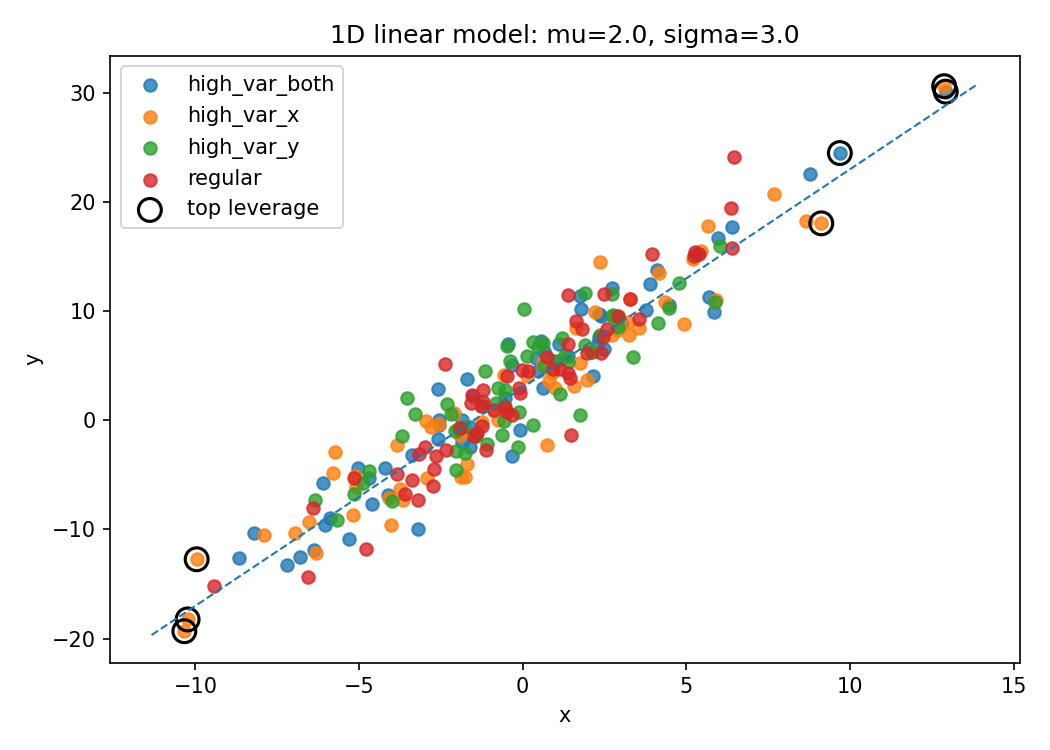 1D linear model: mu=2.0, sigma=3.0
high_var_both
high_var_x
high_var_y
regular
top leverage
30
20
10
0
−10
−20
y
−10
−5
0
5
10
15
x